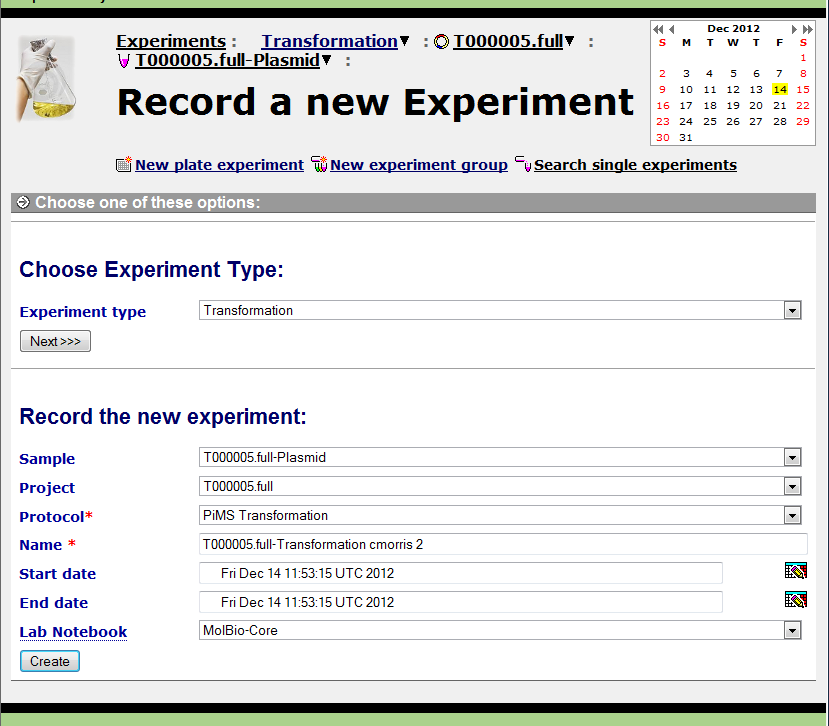 Experiments : Transformation▼ : T000005.full▼ :
T000005.full-Plasmid▼ :
Record a new Experiment
Dec 2012
S M T W T F S
1
2 3 4 5 6 7 8
9 10 11 12 13 14 15
16 17 18 19 20 21 22
23 24 25 26 27 28 29
30 31
New plate experiment New experiment group Search single experiments
Choose one of these options:
Choose Experiment Type:
Experiment type Transformation
Next >>>
Record the new experiment:
Sample T000005.full-Plasmid
Project T000005.full
Protocol* PiMS Transformation
Name * T000005.full-Transformation cmorris 2
Start date Fri Dec 14 11:53:15 UTC 2012
End date Fri Dec 14 11:53:15 UTC 2012
Lab Notebook MolBio-Core
Create